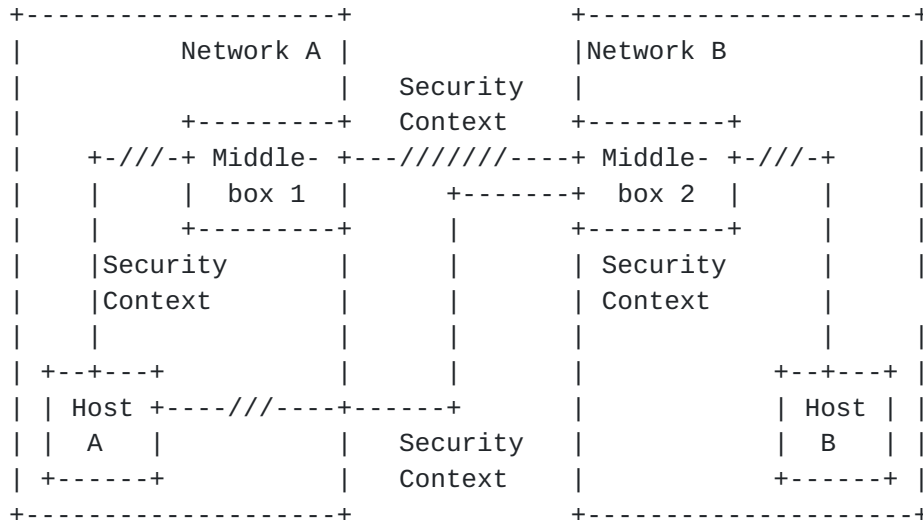 +---------------------+              +---------------------+
|          Network A |              |Network B            |
|                     |   Security   |                     |
|          +---------+   Context    +---------+           |
|    +-///-+ Middle- +---///////----+ Middle- +-///-+     |
|    |     |  box 1  |      +-------+  box 2  |     |     |
|    |     +---------+      |       +---------+     |     |
|    |Security       |      |       | Security      |     |
|    |Context        |      |       | Context       |     |
|    |               |      |       |               |     |
| +--+---+           |      |       |            +--+---+ |
| | Host +----///----+------+       |            | Host | |
| |  A   |           |   Security   |            |  B   | |
| +------+           |   Context    |            +------+ |
+---------------------+              +---------------------+